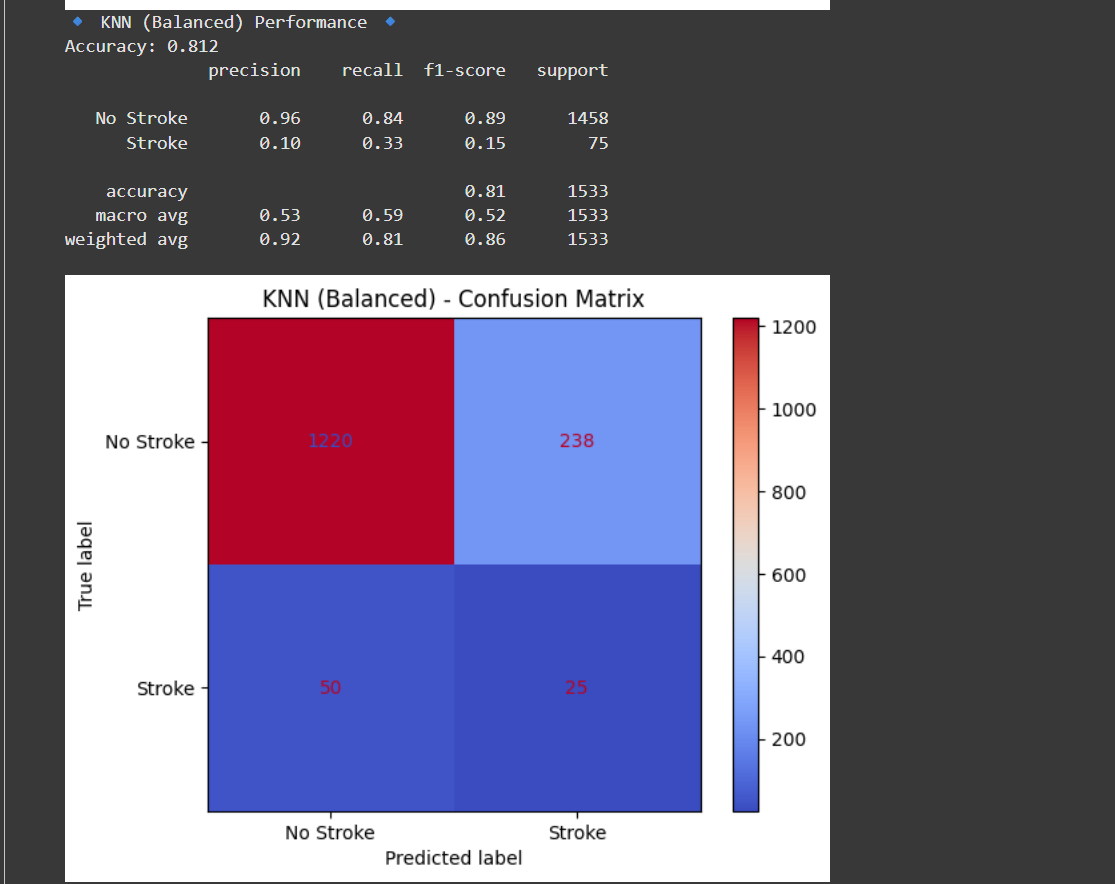 🔹 KNN (Balanced) Performance 🔹
Accuracy: 0.812
precision recall f1-score support
No Stroke 0.96 0.84 0.89 1458
Stroke 0.10 0.33 0.15 75
accuracy 0.81 1533
macro avg 0.53 0.59 0.52 1533
weighted avg 0.92 0.81 0.86 1533
KNN (Balanced) - Confusion Matrix
True label
No Stroke
1220 238
Stroke
50 25
No Stroke Stroke
Predicted label
1200
1000
800
600
400
200